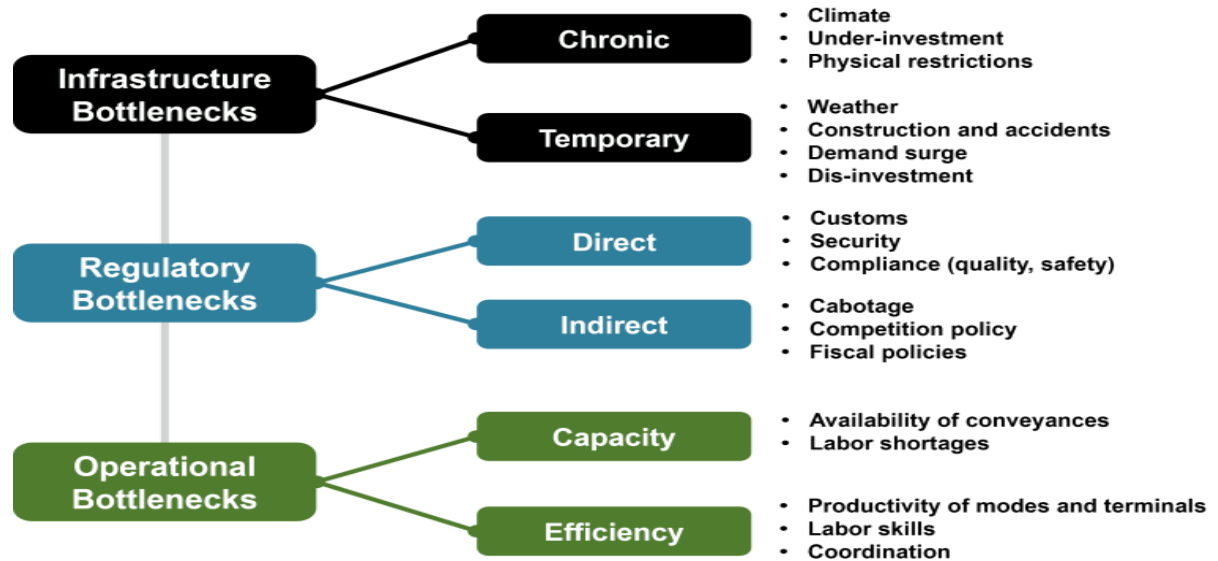 Infrastructure
Bottlenecks
Chronic
• Climate
• Under-investment
• Physical restrictions
Temporary
• Weather
• Construction and accidents
• Demand surge
• Dis-investment
Regulatory
Bottlenecks
Direct
• Customs
• Security
• Compliance (quality, safety)
Indirect
• Cabotage
• Competition policy
• Fiscal policies
Operational
Bottlenecks
Capacity
• Availability of conveyances
• Labor shortages
Efficiency
• Productivity of modes and terminals
• Labor skills
• Coordination